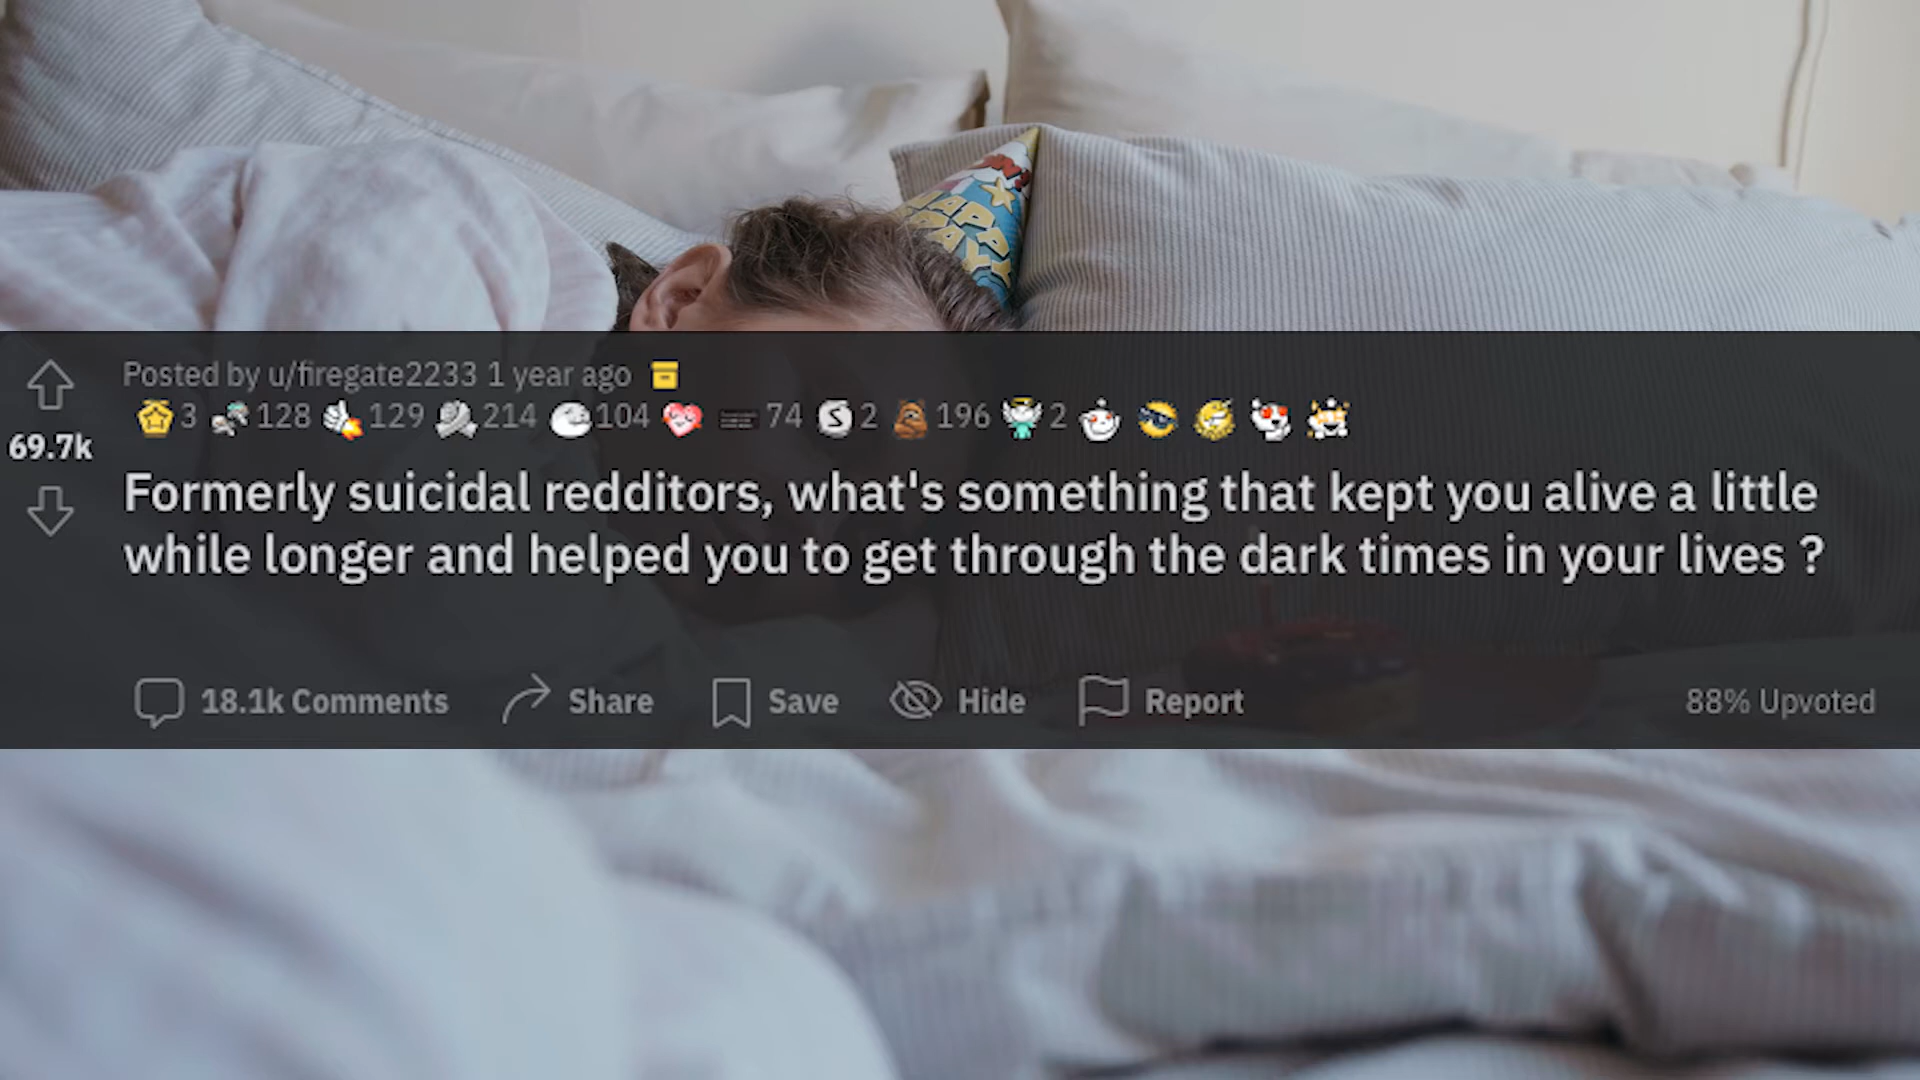 HAPP
DAY
Posted by u/firegate2233 1 year ago
3 128 129 214 104 74 2 196 2
69.7k
Formerly suicidal redditors, what's something that kept you alive a little
while longer and helped you to get through the dark times in your lives ?
18.1k Comments Share Save Hide Report 88% Upvoted